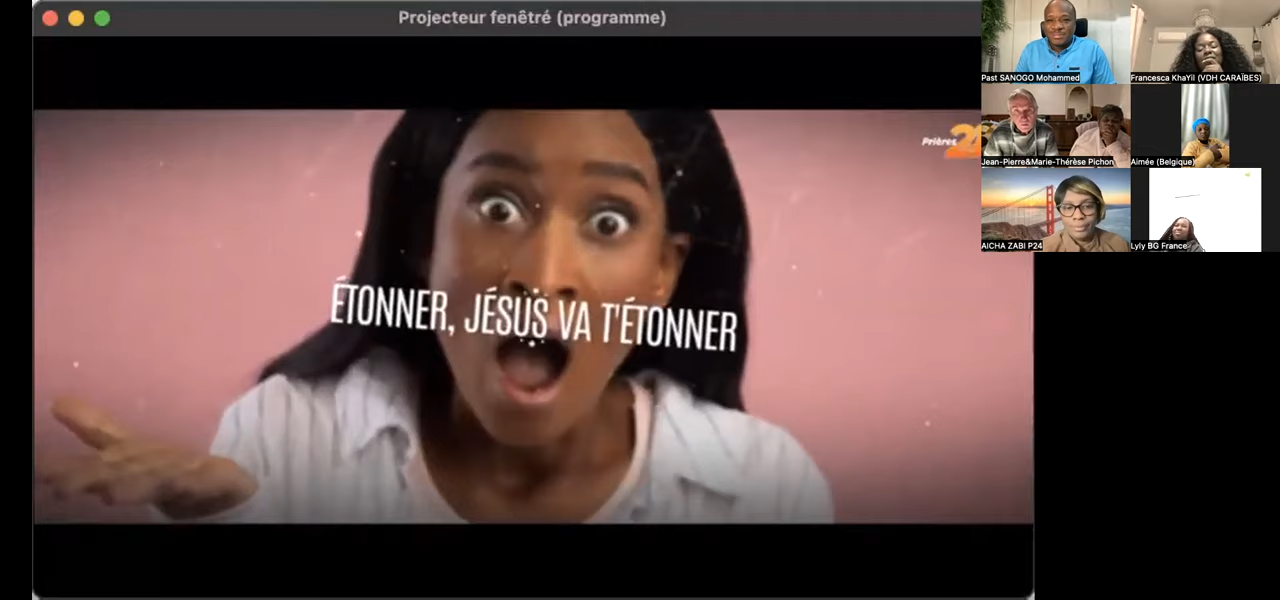 Projecteur fenêtré (programme)
Prières
ÉTONNER, JÉSUS VA T'ÉTONNER
Past SANOGO Mohammed
Francesca KhaYil (VDH CARAÏBES)
Jean-Pierre&Marie-Thérèse Pichon
Aimée (Belgique)
AICHA ZABI P24
Lyly BG France